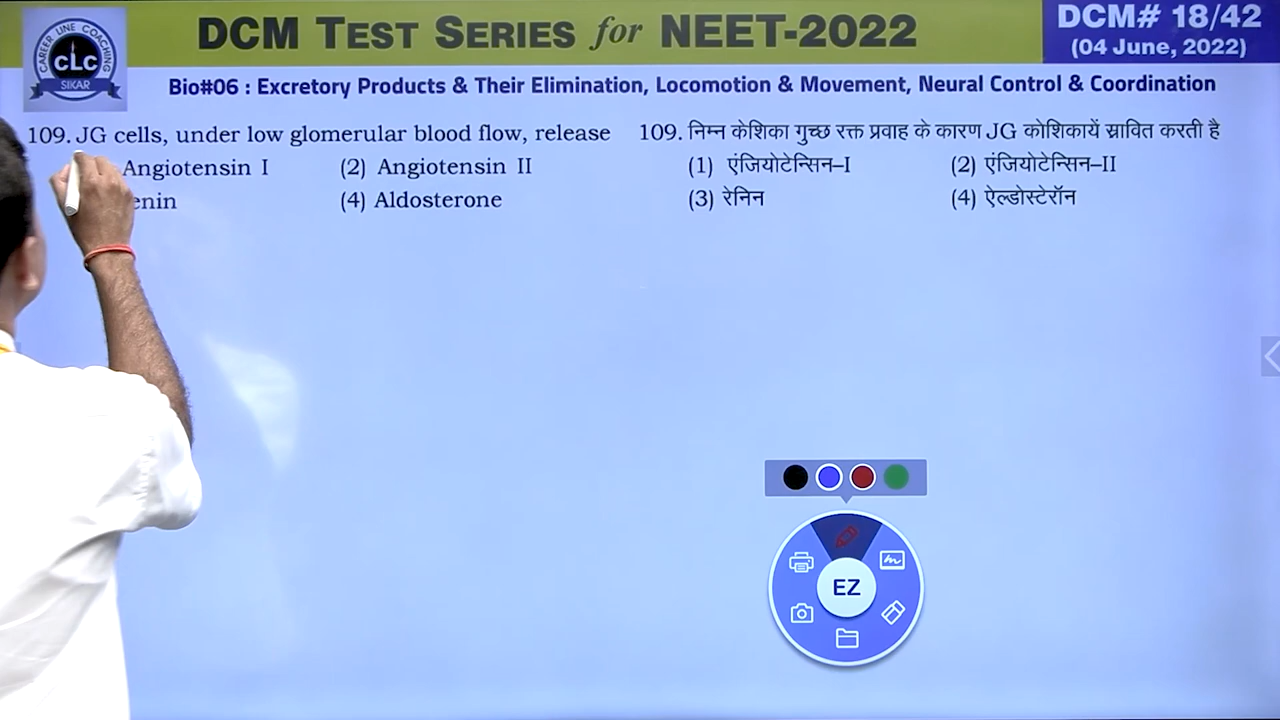 CAREER LINE COACHING
CLC
SIKAR
DCM TEST SERIES for NEET-2022
DCM# 18/42
(04 June, 2022)
Bio#06 : Excretory Products & Their Elimination, Locomotion & Movement, Neural Control & Coordination
109. JG cells, under low glomerular blood flow, release
Angiotensin I (2) Angiotensin II
enin (4) Aldosterone
109. निम्न केशिका गुच्छ रक्त प्रवाह के कारण JG कोशिकायें स्रावित करती है
(1) एंजियोटेन्सिन–I (2) एंजियोटेन्सिन–II
(3) रेनिन (4) ऐल्डोस्टेरॉन
EZ